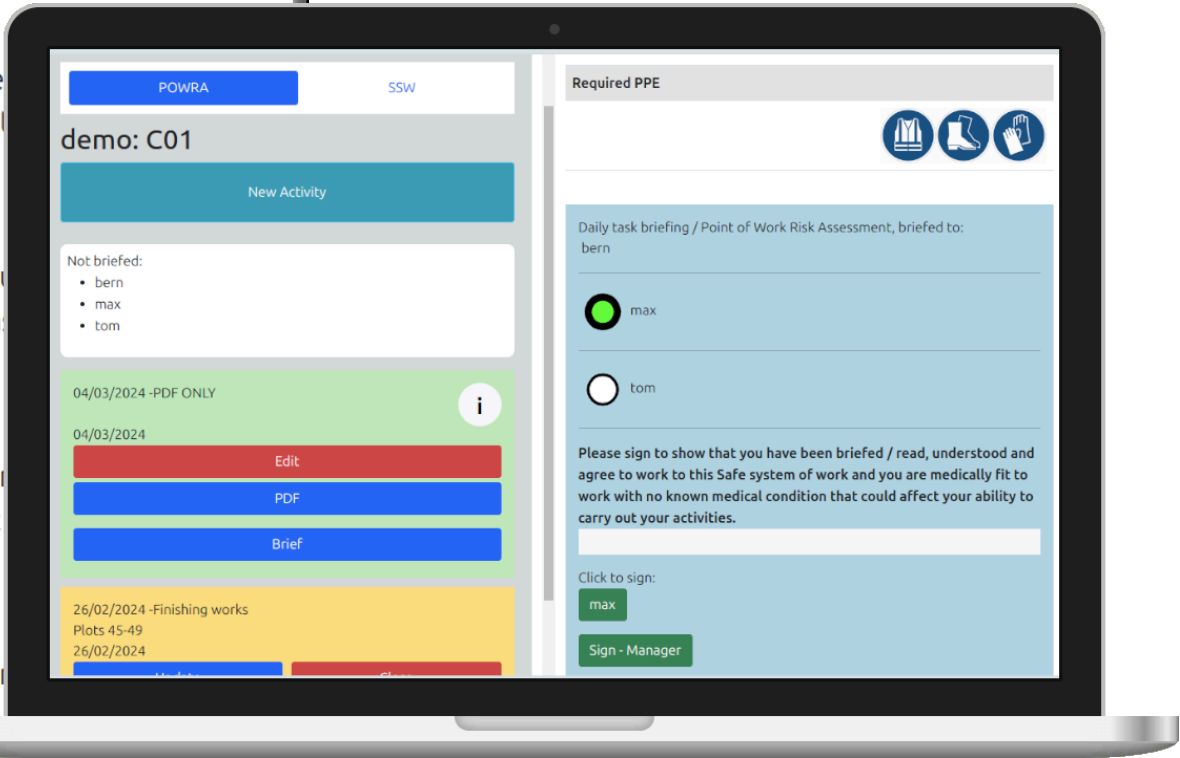 POWRA
SSW
demo: C01
New Activity
Not briefed:
bern
max
tom
04/03/2024 -PDF ONLY
i
04/03/2024
Edit
PDF
Brief
26/02/2024 -Finishing works
Plots 45-49
26/02/2024
Update
Close
Required PPE
Daily task briefing / Point of Work Risk Assessment, briefed to:
bern
max
tom
Please sign to show that you have been briefed / read, understood and
agree to work to this Safe system of work and you are medically fit to
work with no known medical condition that could affect your ability to
carry out your activities.
Click to sign:
max
Sign - Manager